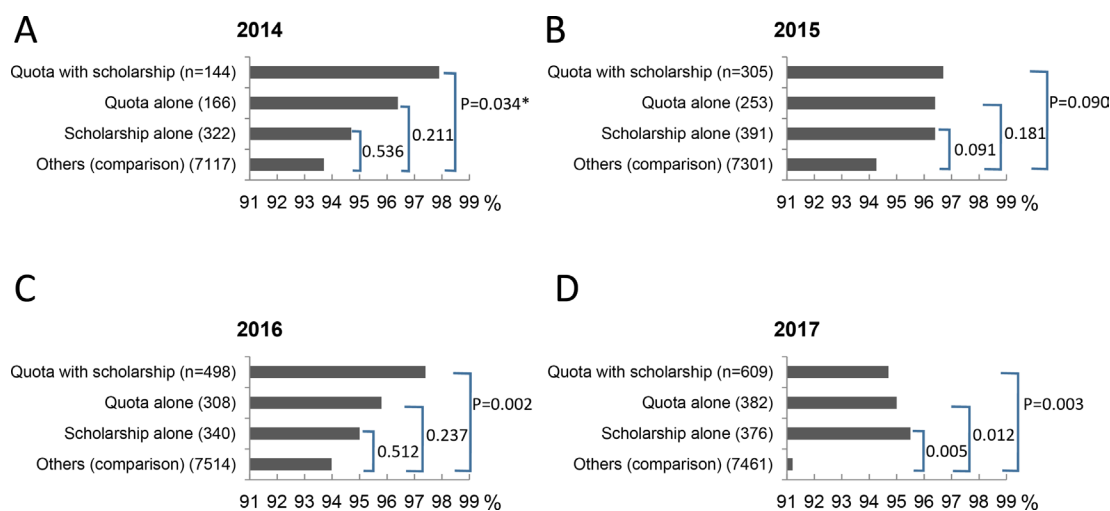 A
2014
Quota with scholarship (n=144)
Quota alone (166)
Scholarship alone (322)
Others (comparison) (7117)
P=0.034*
0.211
0.536
91 92 93 94 95 96 97 98 99 %
B
2015
Quota with scholarship (n=305)
Quota alone (253)
Scholarship alone (391)
Others (comparison) (7301)
P=0.090
0.181
0.091
91 92 93 94 95 96 97 98 99 %
C
2016
Quota with scholarship (n=498)
Quota alone (308)
Scholarship alone (340)
Others (comparison) (7514)
P=0.002
0.237
0.512
91 92 93 94 95 96 97 98 99 %
D
2017
Quota with scholarship (n=609)
Quota alone (382)
Scholarship alone (376)
Others (comparison) (7461)
P=0.003
0.012
0.005
91 92 93 94 95 96 97 98 99 %